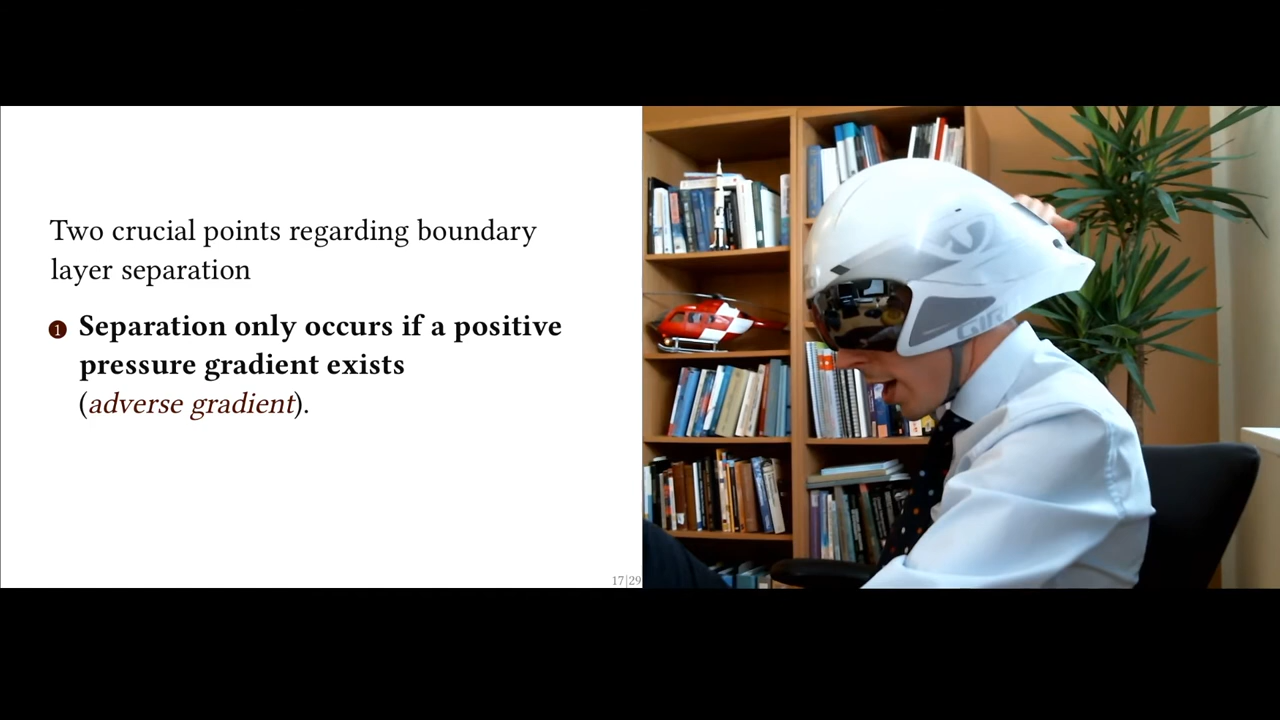 Two crucial points regarding boundary
layer separation
1 Separation only occurs if a positive
pressure gradient exists
(adverse gradient).
17|29
GIR